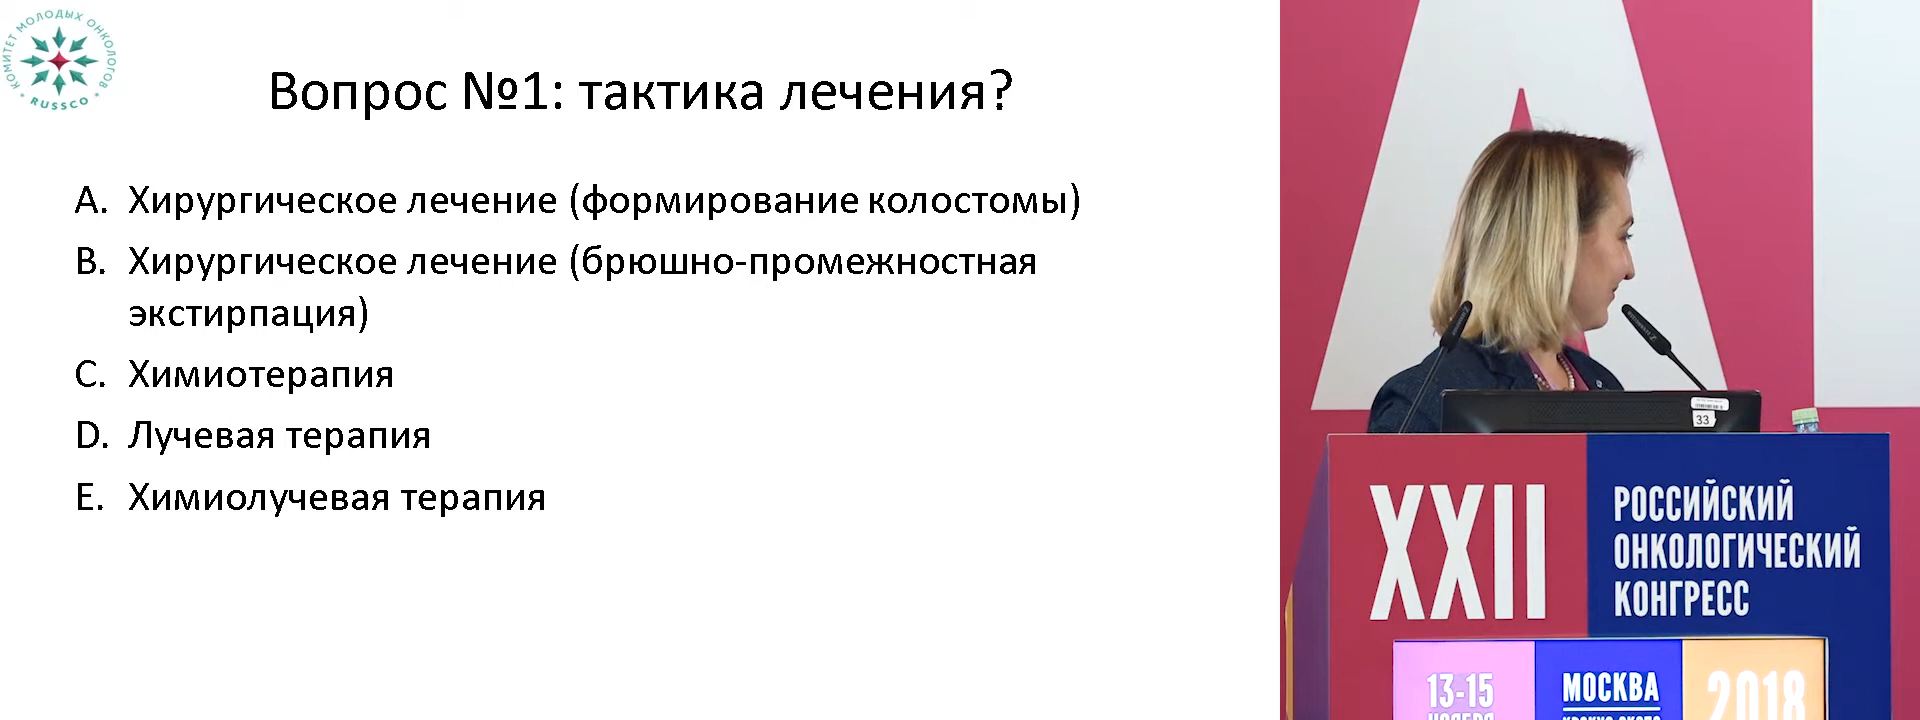 КОМИТЕТ МОЛОДЫХ ОНКОЛОГОВ
RUSSCO
Вопрос №1: тактика лечения?
A. Хирургическое лечение (формирование колостомы)
B. Хирургическое лечение (брюшно-промежностная
экстирпация)
C. Химиотерапия
D. Лучевая терапия
E. Химиолучевая терапия
33
XXII
РОССИЙСКИЙ
ОНКОЛОГИЧЕСКИЙ
КОНГРЕСС
13-15
НОЯБРЯ
МОСКВА
2018